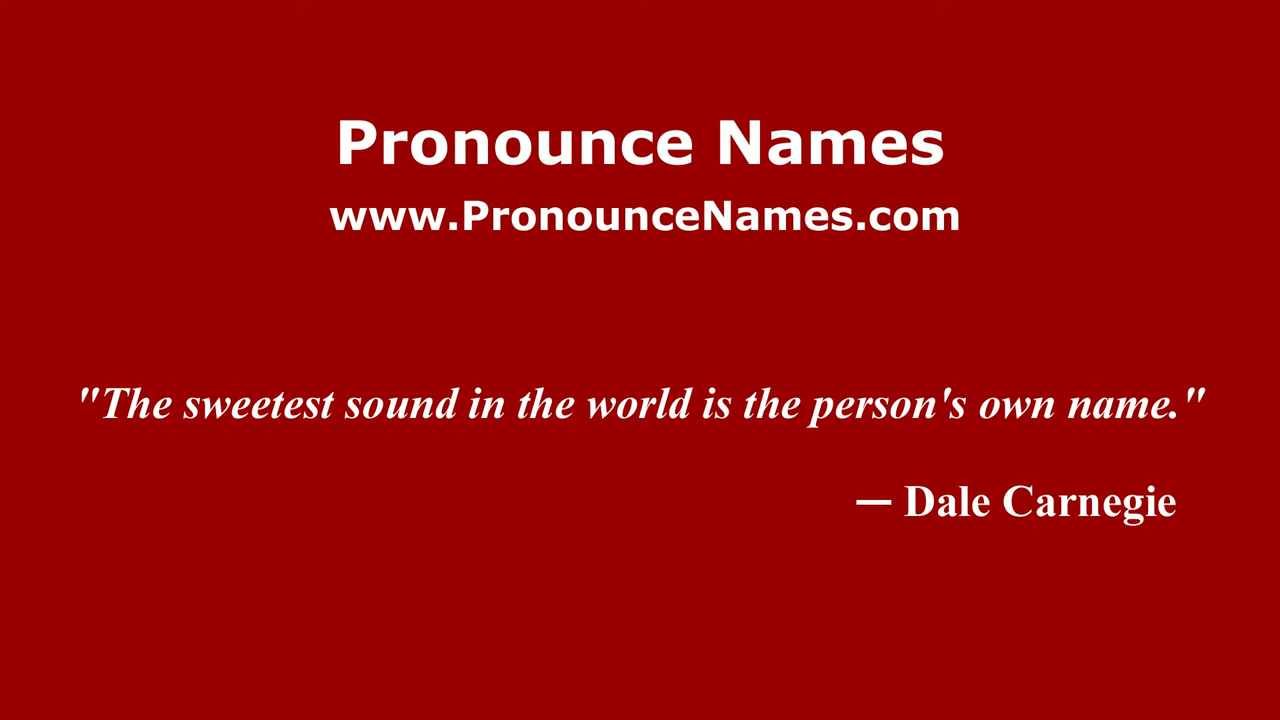 Pronounce Names
www.PronounceNames.com
"The sweetest sound in the world is the person's own name."
— Dale Carnegie